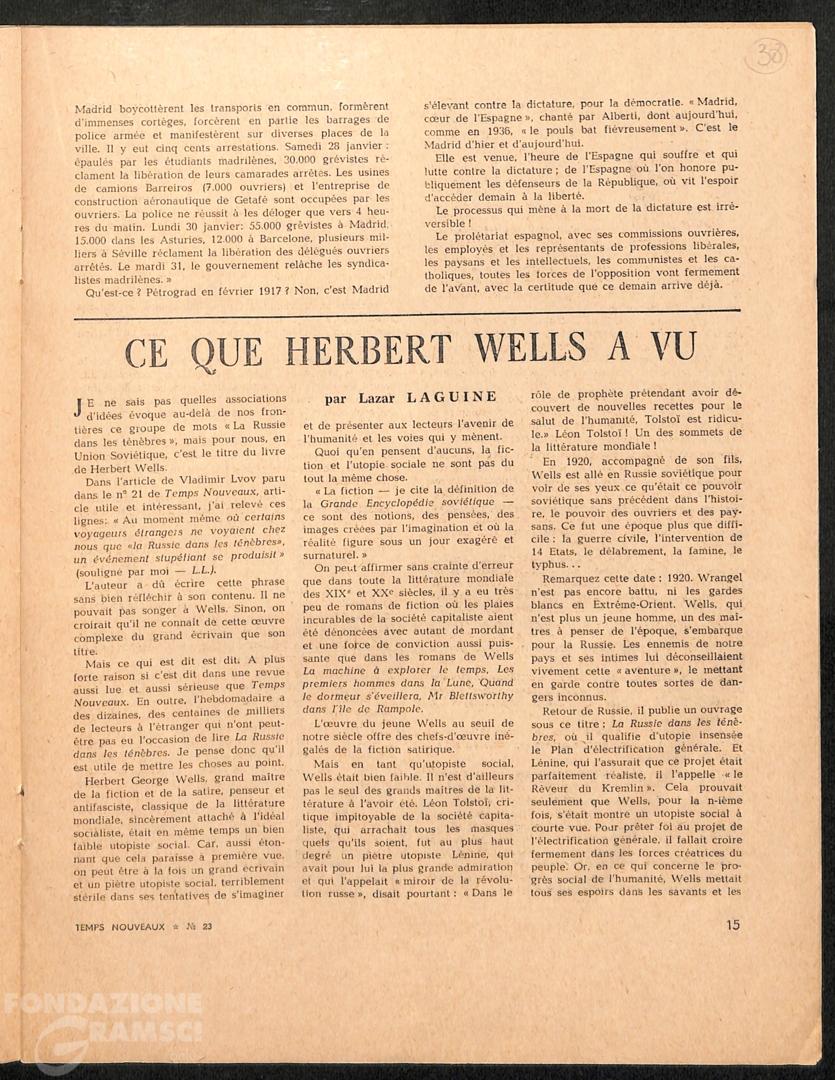 38
Madrid boycottèrent les transports en commun, formèrent
d'immenses cortèges, forcèrent en partie les barrages de
police armée et manifestèrent sur diverses places de la
ville. Il y eut cinq cents arrestations. Samedi 28 janvier :
épaulés par les étudiants madrilènes, 30.000 grévistes ré-
clament la libération de leurs camarades arrêtés. Les usines
de camions Barreiros (7.000 ouvriers) et l'entreprise de
construction aéronautique de Getafé sont occupées par les
ouvriers. La police ne réussit à les déloger que vers 4 heu-
res du matin. Lundi 30 janvier: 55.000 grévistes à Madrid,
15.000 dans les Asturies, 12.000 à Barcelone, plusieurs mil-
liers à Séville réclament la libération des délégués ouvriers
arrêtés. Le mardi 31, le gouvernement relâche les syndica-
listes madrilènes. »
Qu'est-ce ? Pétrograd en février 1917 ? Non, c'est Madrid
s'élevant contre la dictature, pour la démocratie. « Madrid,
cœur de l'Espagne », chanté par Alberti, dont aujourd'hui,
comme en 1936, « le pouls bat fiévreusement ». C'est le
Madrid d'hier et d'aujourd'hui.
Elle est venue, l'heure de l'Espagne qui souffre et qui
lutte contre la dictature ; de l'Espagne où l'on honore pu-
bliquement les défenseurs de la République, où vit l'espoir
d'accéder demain à la liberté.
Le processus qui mène à la mort de la dictature est irré-
versible !
Le prolétariat espagnol, avec ses commissions ouvrières,
les employés et les représentants de professions libérales,
les paysans et les intellectuels, les communistes et les ca-
tholiques, toutes les forces de l'opposition vont fermement
de l'avant, avec la certitude que ce demain arrive déjà.
CE QUE HERBERT WELLS A VU
JE ne sais pas quelles associations
d'idées évoque au-delà de nos fron-
tières ce groupe de mots « La Russie
dans les ténèbres », mais pour nous, en
Union Soviétique, c'est le titre du livre
de Herbert Wells.
Dans l'article de Vladimir Lvov paru
dans le n° 21 de Temps Nouveaux, arti-
cle utile et intéressant, j'ai relevé ces
lignes: « Au moment même où certains
voyageurs étrangers ne voyaient chez
nous que «la Russie dans les ténèbres»,
un événement stupéfiant se produisit »
(souligné par moi — L.L.).
L'auteur a dû écrire cette phrase
sans bien réfléchir à son contenu. Il ne
pouvait pas songer à Wells. Sinon, on
croirait qu'il ne connaît de cette œuvre
complexe du grand écrivain que son
titre.
Mais ce qui est dit est dit. A plus
forte raison si c'est dit dans une revue
aussi lue et aussi sérieuse que Temps
Nouveaux. En outre, l'hebdomadaire a
des dizaines, des centaines de milliers
de lecteurs à l'étranger qui n'ont peut-
être pas eu l'occasion de lire La Russie
dans les ténèbres. Je pense donc qu'il
est utile de mettre les choses au point.
Herbert George Wells, grand maître
de la fiction et de la satire, penseur et
antifasciste, classique de la littérature
mondiale, sincèrement attaché à l'idéal
socialiste, était en même temps un bien
faible utopiste social. Car, aussi éton-
nant que cela paraisse à première vue,
on peut être à la fois un grand écrivain
et un piètre utopiste social, terriblement
stérile dans ses tentatives de s'imaginer
par Lazar LAGUINE
et de présenter aux lecteurs l'avenir de
l'humanité et les voies qui y mènent.
Quoi qu'en pensent d'aucuns, la fic-
tion et l'utopie sociale ne sont pas du
tout la même chose.
« La fiction — je cite la définition de
la Grande Encyclopédie soviétique —
ce sont des notions, des pensées, des
images créées par l'imagination et où la
réalité figure sous un jour exagéré et
surnaturel. »
On peut affirmer sans crainte d'erreur
que dans toute la littérature mondiale
des XIXe et XXe siècles, il y a eu très
peu de romans de fiction où les plaies
incurables de la société capitaliste aient
été dénoncées avec autant de mordant
et une force de conviction aussi puis-
sante que dans les romans de Wells
La machine à explorer le temps, Les
premiers hommes dans la Lune, Quand
le dormeur s'éveillera, Mr Blettsworthy
dans l'île de Rampole.
L'œuvre du jeune Wells au seuil de
notre siècle offre des chefs-d'œuvre iné-
galés de la fiction satirique.
Mais en tant qu'utopiste social,
Wells était bien faible. Il n'est d'ailleurs
pas le seul des grands maîtres de la lit-
térature à l'avoir été. Léon Tolstoï, cri-
tique impitoyable de la société capita-
liste, qui arrachait tous les masques
quels qu'ils soient, fut au plus haut
degré un piètre utopiste Lénine, qui
avait pour lui la plus grande admiration
et qui l'appelait « miroir de la révolu-
tion russe », disait pourtant : « Dans le
rôle de prophète prétendant avoir dé-
couvert de nouvelles recettes pour le
salut de l'humanité, Tolstoï est ridicu-
le.» Léon Tolstoï ! Un des sommets de
la littérature mondiale !
En 1920, accompagné de son fils,
Wells est allé en Russie soviétique pour
voir de ses yeux ce qu'était ce pouvoir
soviétique sans précédent dans l'histoi-
re, le pouvoir des ouvriers et des pay-
sans. Ce fut une époque plus que diffi-
cile : la guerre civile, l'intervention de
14 Etats, le délabrement, la famine, le
typhus...
Remarquez cette date : 1920. Wrangel
n'est pas encore battu, ni les gardes
blancs en Extrême-Orient. Wells, qui
n'est plus un jeune homme, un des maî-
tres à penser de l'époque, s'embarque
pour la Russie. Les ennemis de notre
pays et ses intimes lui déconseillaient
vivement cette « aventure », le mettant
en garde contre toutes sortes de dan-
gers inconnus.
Retour de Russie, il publie un ouvrage
sous ce titre : La Russie dans les ténè-
bres, où il qualifie d'utopie insensée
le Plan d'électrification générale. Et
Lénine, qui l'assurait que ce projet était
parfaitement réaliste, il l'appelle « le
Rêveur du Kremlin ». Cela prouvait
seulement que Wells, pour la n-ième
fois, s'était montré un utopiste social à
courte vue. Pour prêter foi au projet de
l'électrification générale, il fallait croire
fermement dans les forces créatrices du
peuple. Or, en ce qui concerne le pro-
grès social de l'humanité, Wells mettait
tous ses espoirs dans les savants et les
TEMPS NOUVEAUX ☆ № 23
15
FONDAZIONE
GRAMSCI